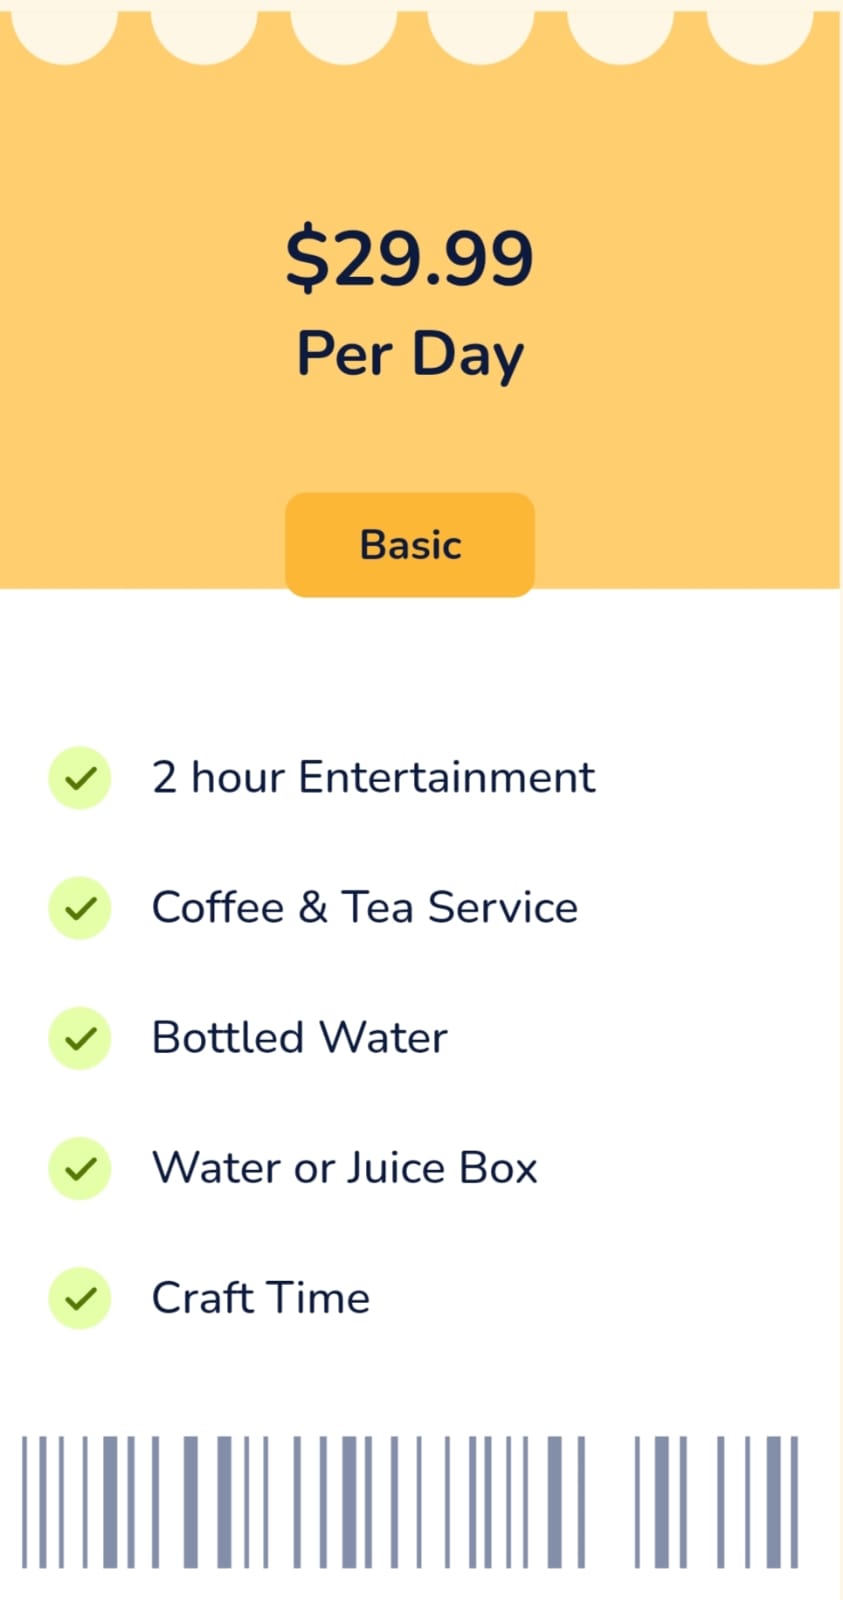 $29.99
Per Day
Basic
2 hour Entertainment
Coffee & Tea Service
Bottled Water
Water or Juice Box
Craft Time